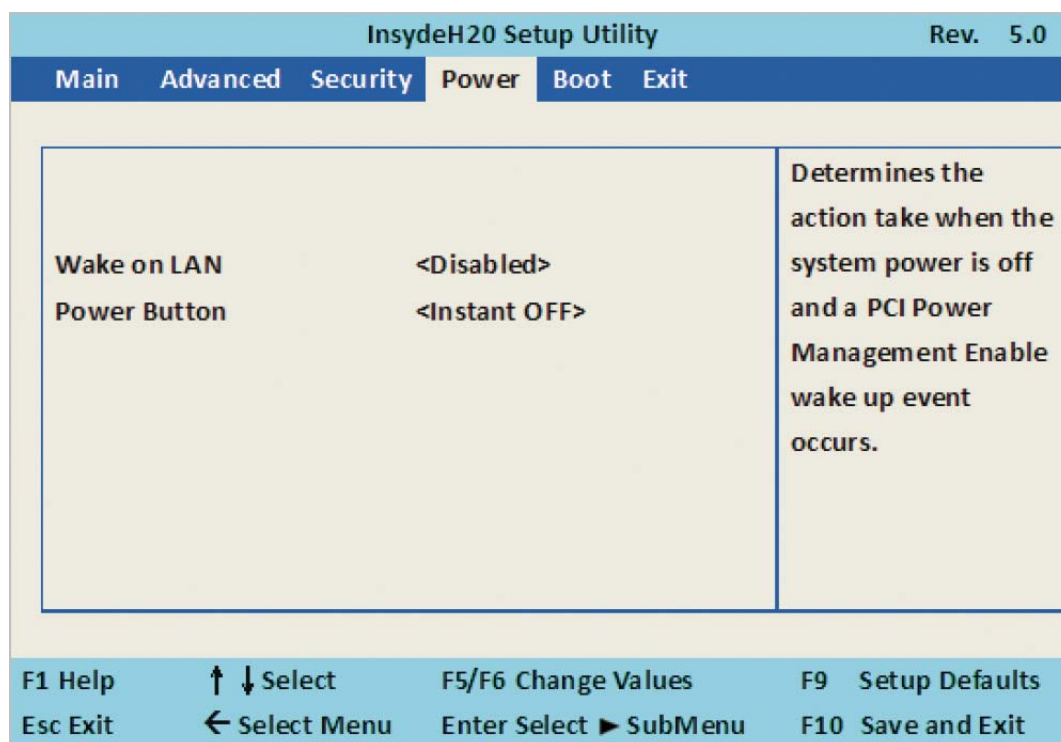 InsydeH20 Setup Utility Rev. 5.0
Main Advanced Security Power Boot Exit
Wake on LAN <Disabled>
Power Button <Instant OFF>
Determines the
action take when the
system power is off
and a PCI Power
Management Enable
wake up event
occurs.
F1 Help ↑ ↓ Select F5/F6 Change Values F9 Setup Defaults
Esc Exit ← Select Menu Enter Select ► SubMenu F10 Save and Exit